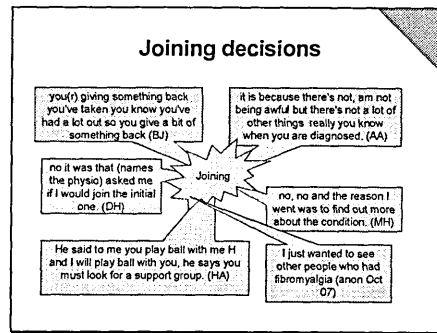 Joining decisions
you(r) giving something back
you've taken you know you've
had a lot out so you give a bit of
something back (BJ)
it is because there's not, am not
being awful but there's not a lot of
other things really you know
when you are diagnosed. (AA)
no it was that (names
the physio) asked me
if I would join the initial
one. (DH)
Joining
no, no and the reason I
went was to find out more
about the condition. (MH)
He said to me you play ball with me H
and I will play ball with you, he says you
must look for a support group. (HA)
I just wanted to see
other people who had
fibromyalgia (anon Oct
07)